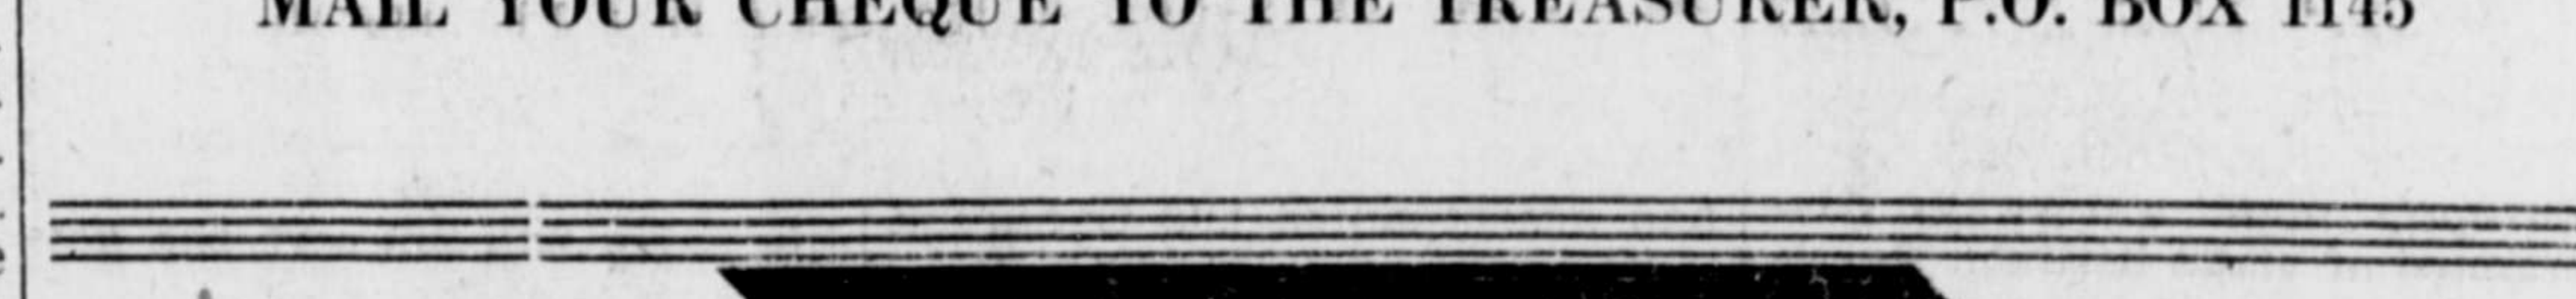 MAIL YOUR CHEQUE TO THE TREASURER, P.O. BOX 1145